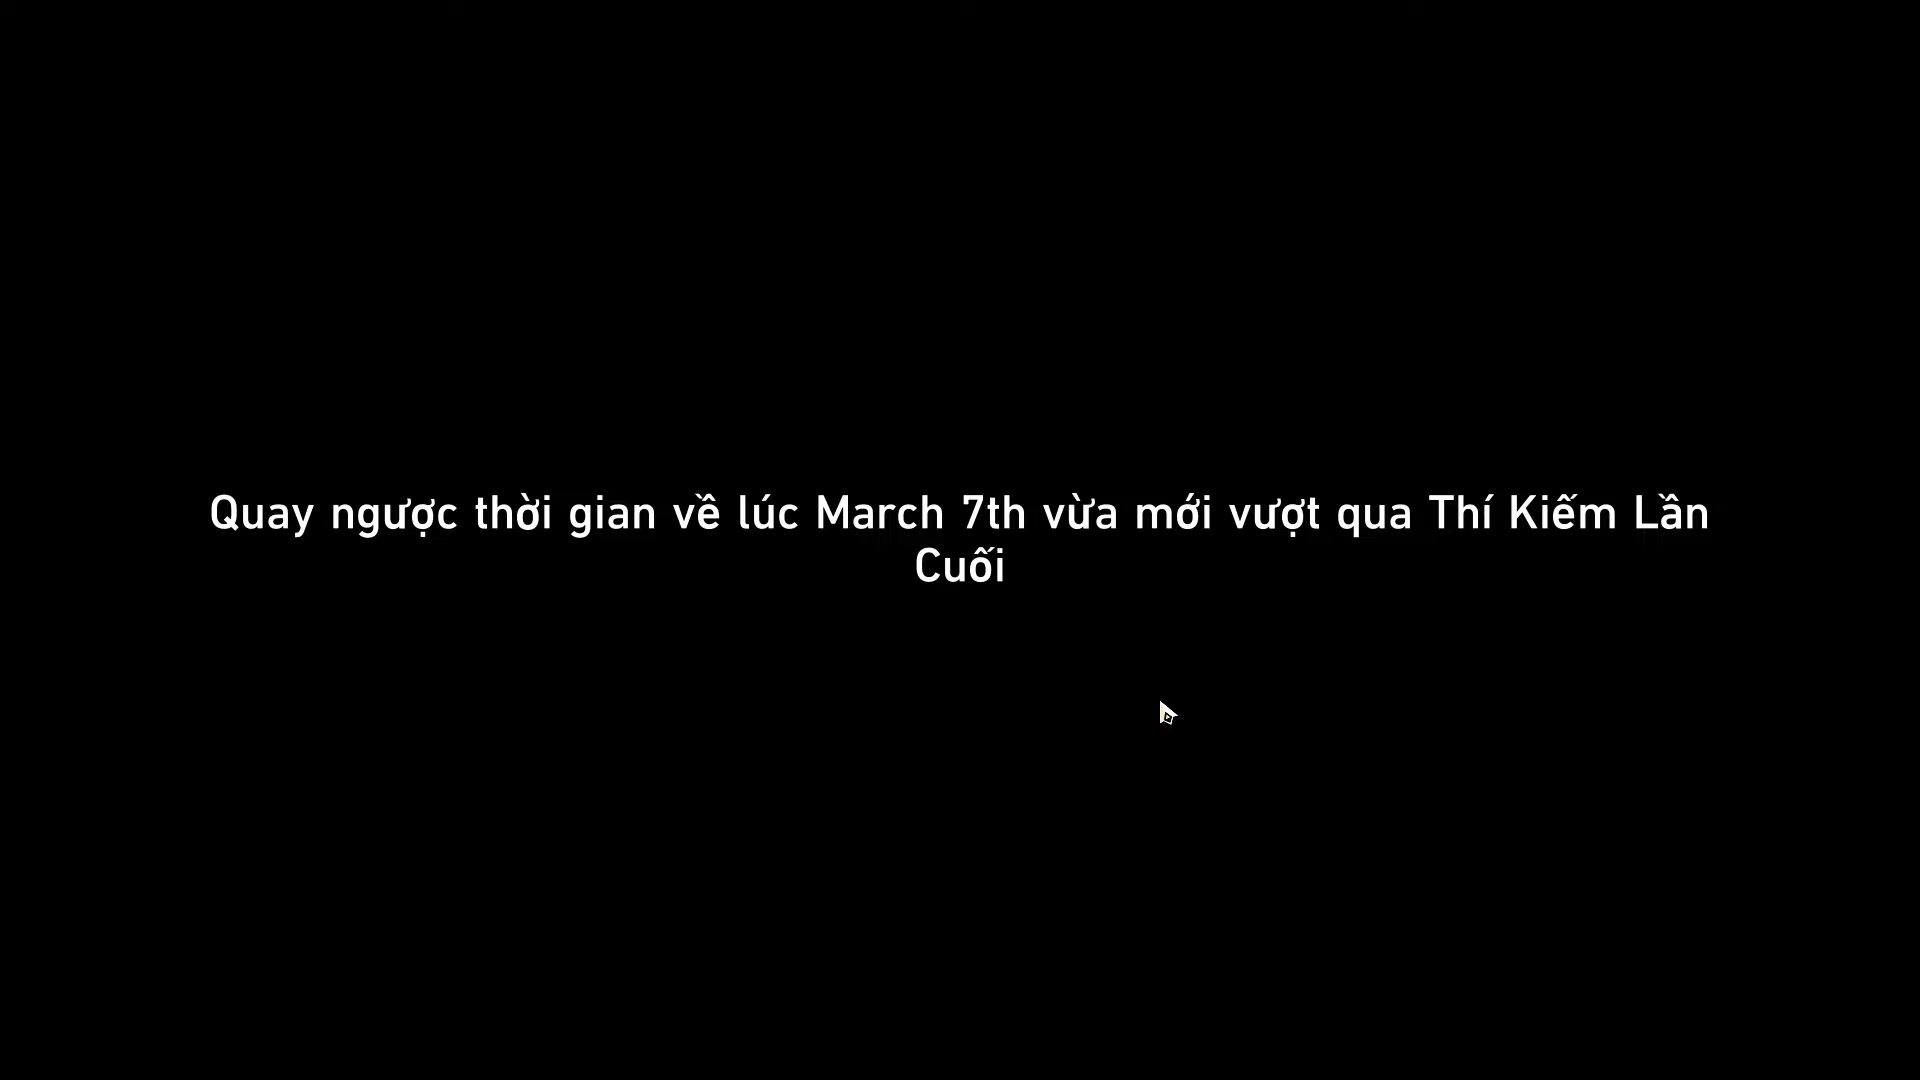 Quay ngược thời gian về lúc March 7th vừa mới vượt qua Thí Kiếm Lần
Cuối